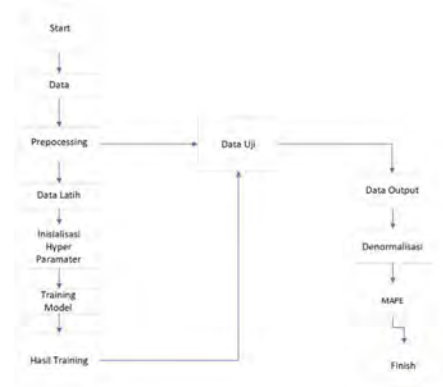 Start
Data
Prepocessing
Data Latih
Inisialisasi
Hyper
Paramater
Training
Model
Hasil Training
Data Uji
Data Output
Denormalisasi
MAPE
Finish